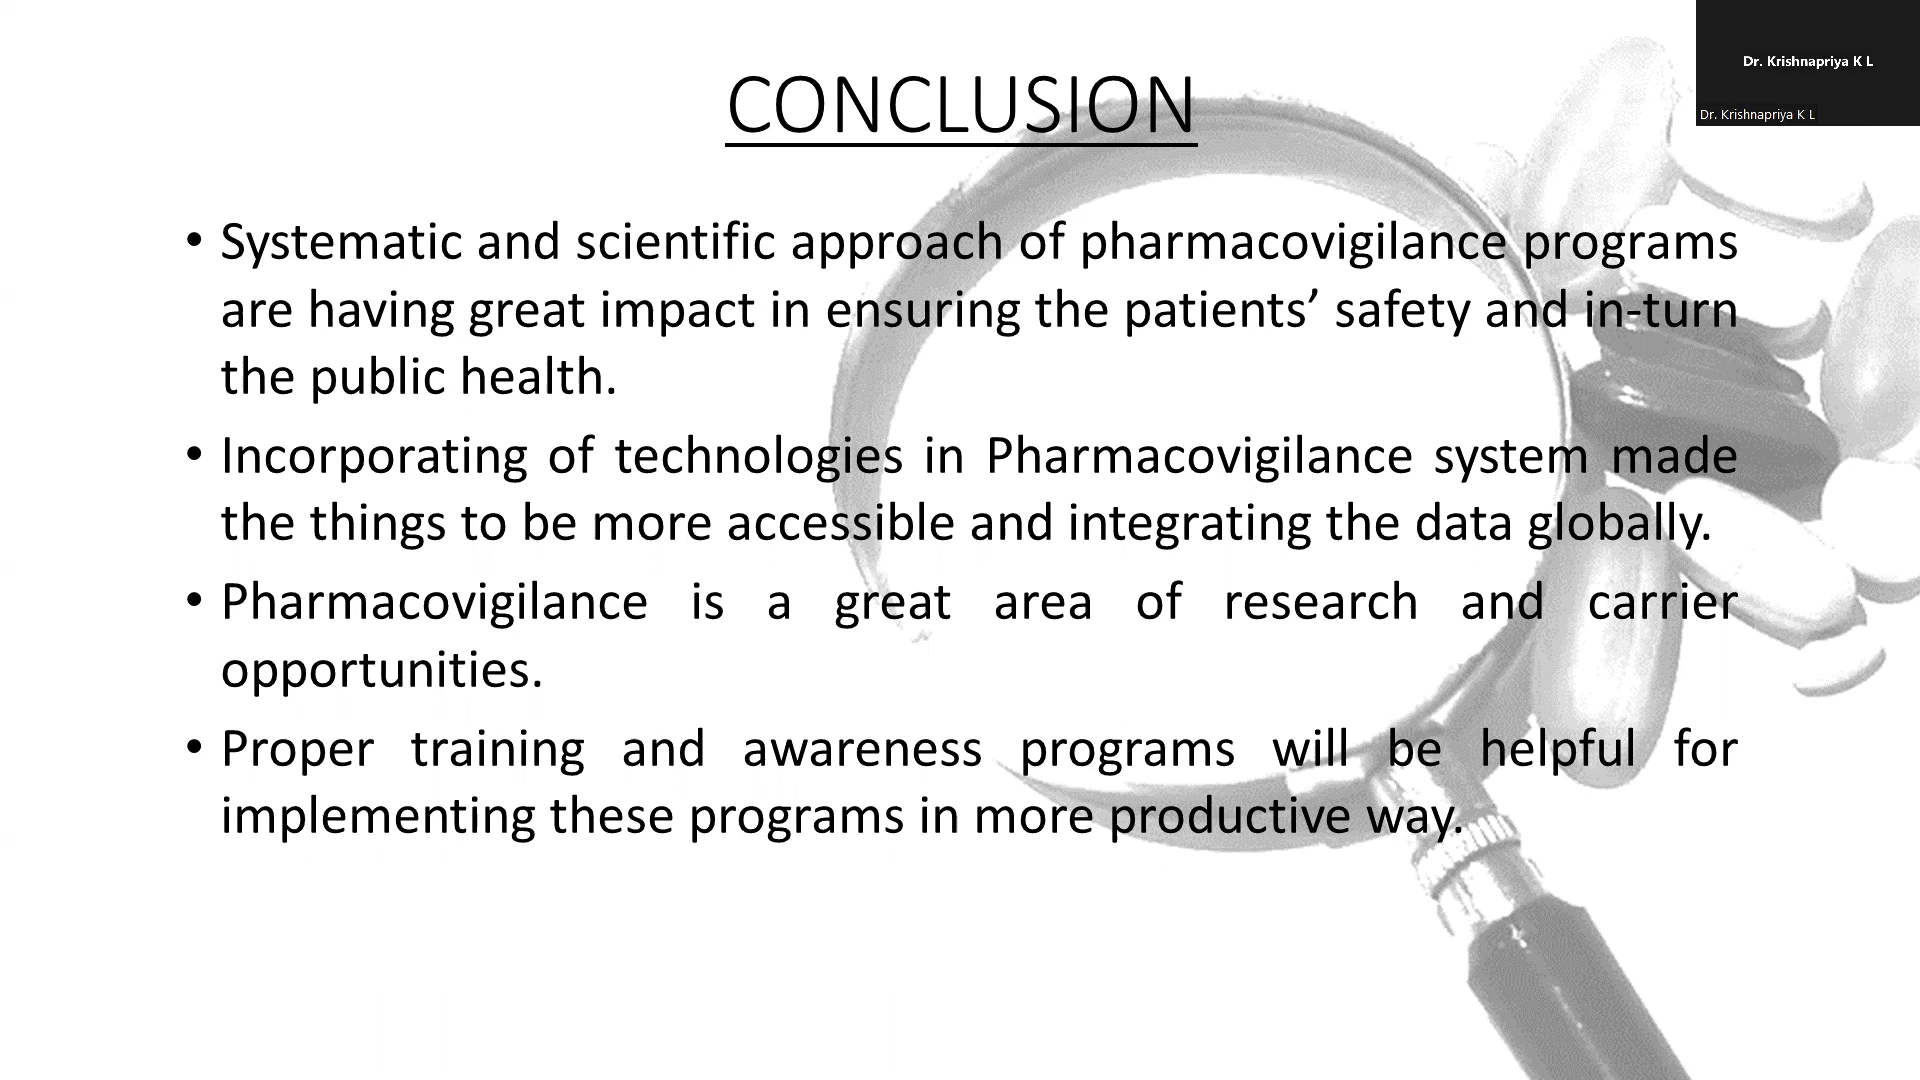 CONCLUSION
Dr. Krishnapriya K L
Dr. Krishnapriya K L
• Systematic and scientific approach of pharmacovigilance programs
are having great impact in ensuring the patients’ safety and in-turn
the public health.
• Incorporating of technologies in Pharmacovigilance system made
the things to be more accessible and integrating the data globally.
• Pharmacovigilance is a great area of research and carrier
opportunities.
• Proper training and awareness programs will be helpful for
implementing these programs in more productive way.